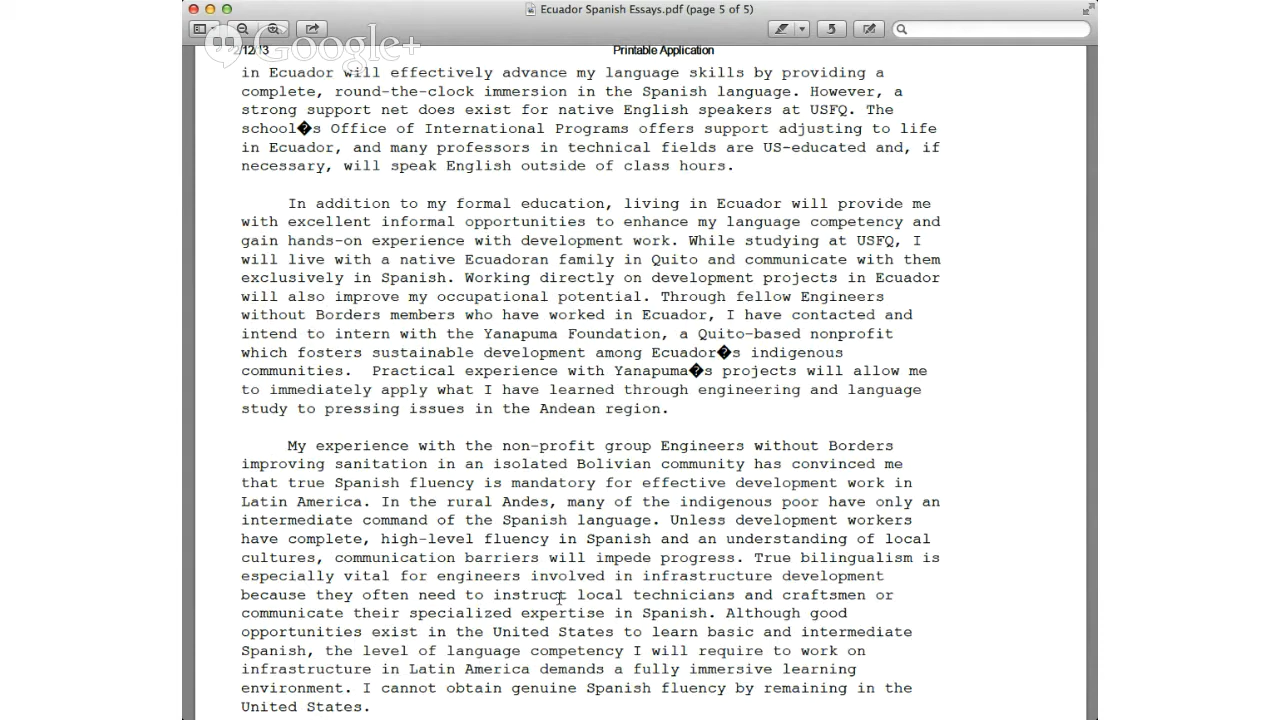 Ecuador Spanish Essays.pdf (page 5 of 5)
Google+
2/12/13 Printable Application
in Ecuador will effectively advance my language skills by providing a
complete, round-the-clock immersion in the Spanish language. However, a
strong support net does exist for native English speakers at USFQ. The
school�s Office of International Programs offers support adjusting to life
in Ecuador, and many professors in technical fields are US-educated and, if
necessary, will speak English outside of class hours.
In addition to my formal education, living in Ecuador will provide me
with excellent informal opportunities to enhance my language competency and
gain hands-on experience with development work. While studying at USFQ, I
will live with a native Ecuadoran family in Quito and communicate with them
exclusively in Spanish. Working directly on development projects in Ecuador
will also improve my occupational potential. Through fellow Engineers
without Borders members who have worked in Ecuador, I have contacted and
intend to intern with the Yanapuma Foundation, a Quito-based nonprofit
which fosters sustainable development among Ecuador�s indigenous
communities. Practical experience with Yanapuma�s projects will allow me
to immediately apply what I have learned through engineering and language
study to pressing issues in the Andean region.
My experience with the non-profit group Engineers without Borders
improving sanitation in an isolated Bolivian community has convinced me
that true Spanish fluency is mandatory for effective development work in
Latin America. In the rural Andes, many of the indigenous poor have only an
intermediate command of the Spanish language. Unless development workers
have complete, high-level fluency in Spanish and an understanding of local
cultures, communication barriers will impede progress. True bilingualism is
especially vital for engineers involved in infrastructure development
because they often need to instruct local technicians and craftsmen or
communicate their specialized expertise in Spanish. Although good
opportunities exist in the United States to learn basic and intermediate
Spanish, the level of language competency I will require to work on
infrastructure in Latin America demands a fully immersive learning
environment. I cannot obtain genuine Spanish fluency by remaining in the
United States.